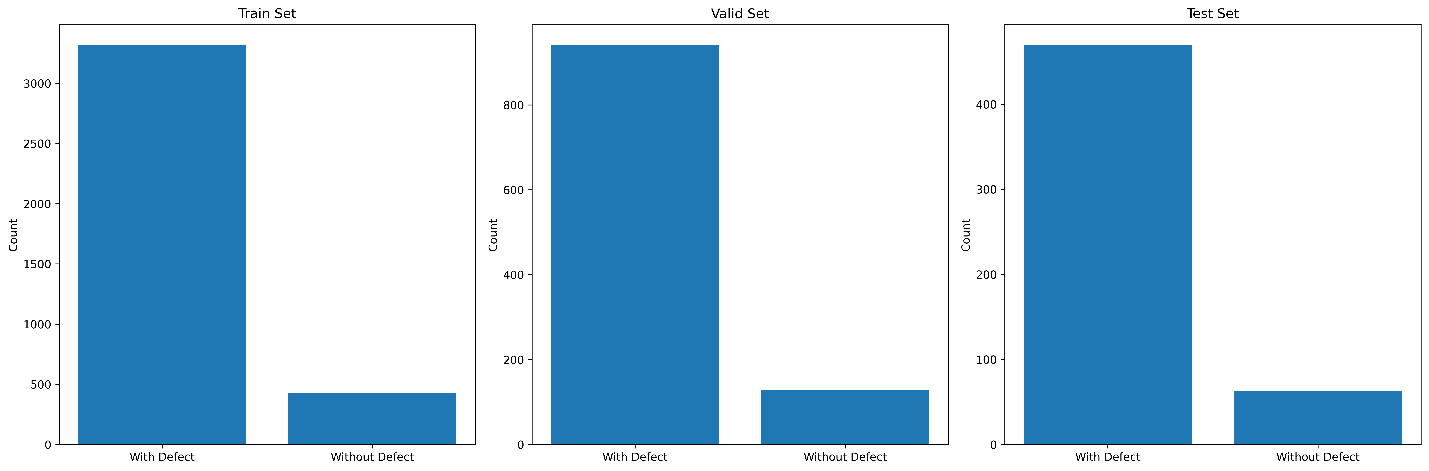 Train Set
Count
3000
2500
2000
1500
1000
500
0
With Defect
Without Defect
Valid Set
Count
800
600
400
200
0
With Defect
Without Defect
Test Set
Count
400
300
200
100
0
With Defect
Without Defect